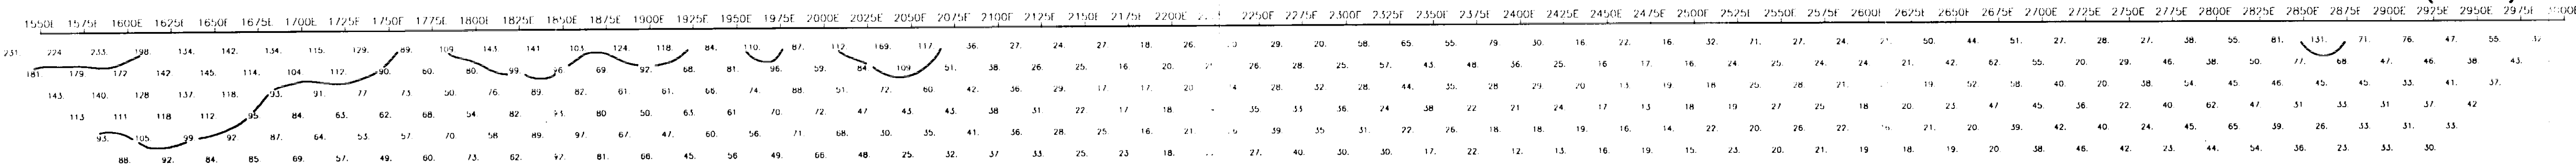 1550E 1575F 1600E 1625F 1650F 1675E 1700E 1725F 1750F 1775E 1800E 1825F 1850E 1875E 1900E 1925E 1950E 1975E 2000E 2025E 2050E 2075F 2100E 2125F 2150E 2175F 2200E 2250F 2275E 2300F 2325F 2350F 2375F 2400E 2425E 2450E 2475E 2500E 2525E 2550E 2575E 2600E 2625E 2650F 2675E 2700E 2725E 2750E 2775E 2800E 2825E 2850E 2875E 2900E 2925E 2950E 2975E
231. 224 233. 198. 134. 142. 134. 115. 129. 89. 109. 143. 141 103. 124. 118. 84. 110. 87. 112. 169. 117. 36. 27. 24. 27. 18. 26. 29. 20. 58. 65. 55. 79. 30. 16. 22. 16. 32. 71. 27. 24. 50. 44. 51. 27. 28. 27. 38. 55. 81. 131. 71. 76. 47. 55.
181. 179. 172 142. 145. 114. 104. 112. 90. 60. 80. 99. 96. 69. 92. 68. 81. 96. 59. 84. 109. 51. 38. 26. 25. 16. 20. 26. 28. 25. 57. 43. 48. 36. 25. 16 17. 16. 24. 25. 24. 24. 21. 42. 62. 55. 20. 29. 46. 38. 50. 77. 68. 47. 46. 38. 43.
143. 140. 128 137. 118. 93. 91. 77 73. 50. 76. 89. 82. 61. 61. 66. 74. 88. 51. 72. 60. 42. 36. 29. 17. 17. 20 28. 32 28. 44. 35. 28 29. 20 13. 19. 18 25. 28. 21. 19. 52. 58. 40. 20. 38. 54. 45 46. 45. 45. 33. 41. 37.
113 111 118 112 95. 84. 63. 62. 68. 54 82. 80 50. 63. 61 70. 72. 47 43. 43. 38 31. 22 17 18. 35. 33 36. 24 38 22 21 24 17 13 18 19 27 25 18 20. 23 47 45. 36. 22 40 62. 47 31 33 31 37 42
93. 105. 99 92 87. 64. 53. 57. 70 58 89. 97. 67. 47. 60. 56. 71. 68. 30. 35. 41. 36. 28. 25. 16. 21. 39 35 31. 22. 26. 18. 18. 19. 16. 14. 22. 20. 26. 22. 21. 20. 39. 42. 40. 24. 45. 65. 39. 26. 33. 31. 33.
88. 92. 84. 85. 69. 57. 49. 60. 73. 62. 81. 66. 45. 56 49. 66. 48. 25. 32. 37 33. 25. 23 18. 27. 40. 30. 30. 17. 22. 12. 13. 16. 19. 15. 23. 20. 21. 19 18. 19. 20 38. 46. 42. 23. 44. 54. 36. 23. 33. 30.